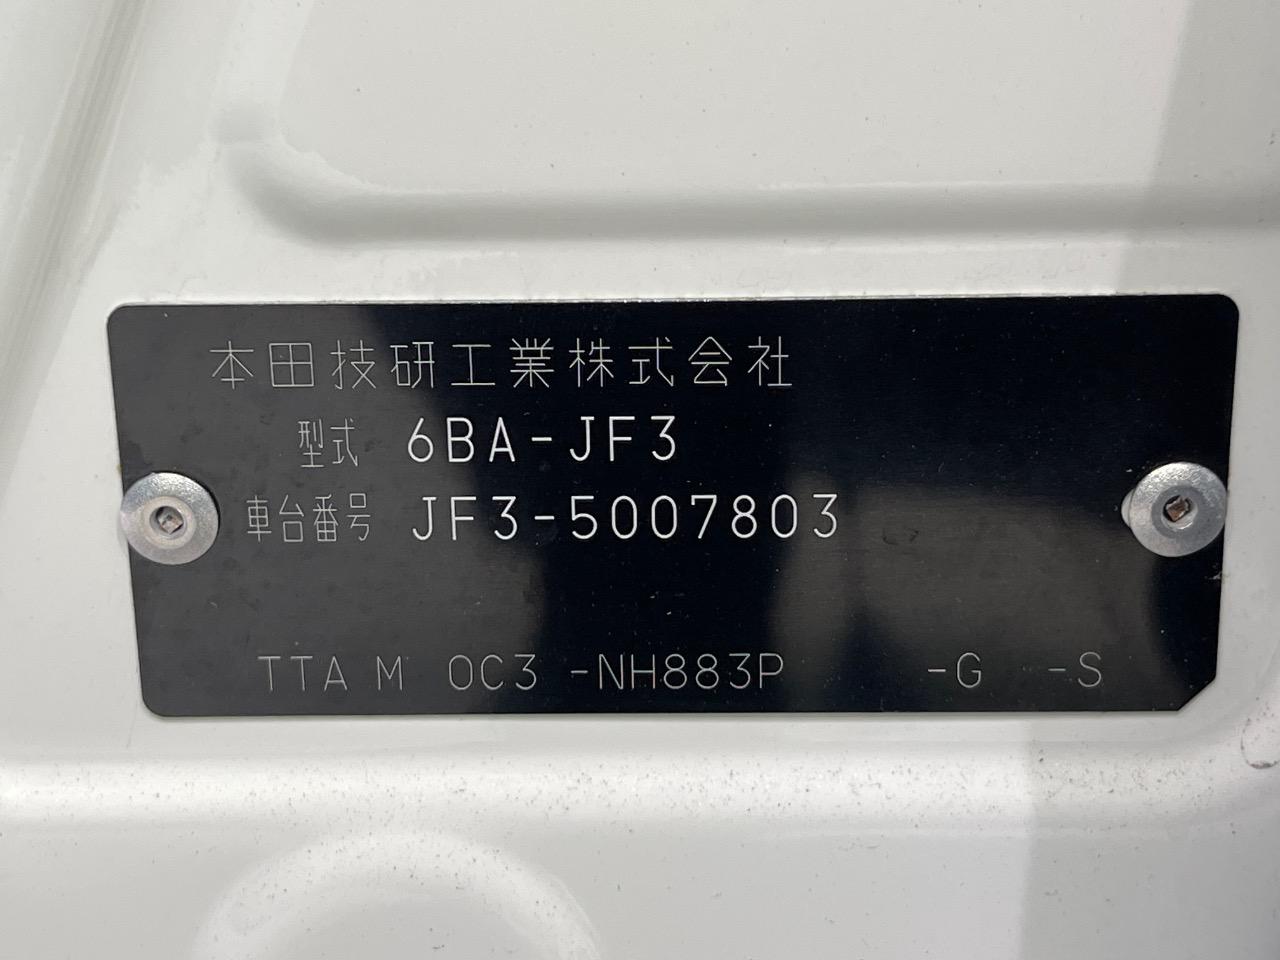 本田技研工業株式会社
型式 6BA-JF3
車台番号 JF3-5007803
TTA M 0C3 -NH883P -G -S